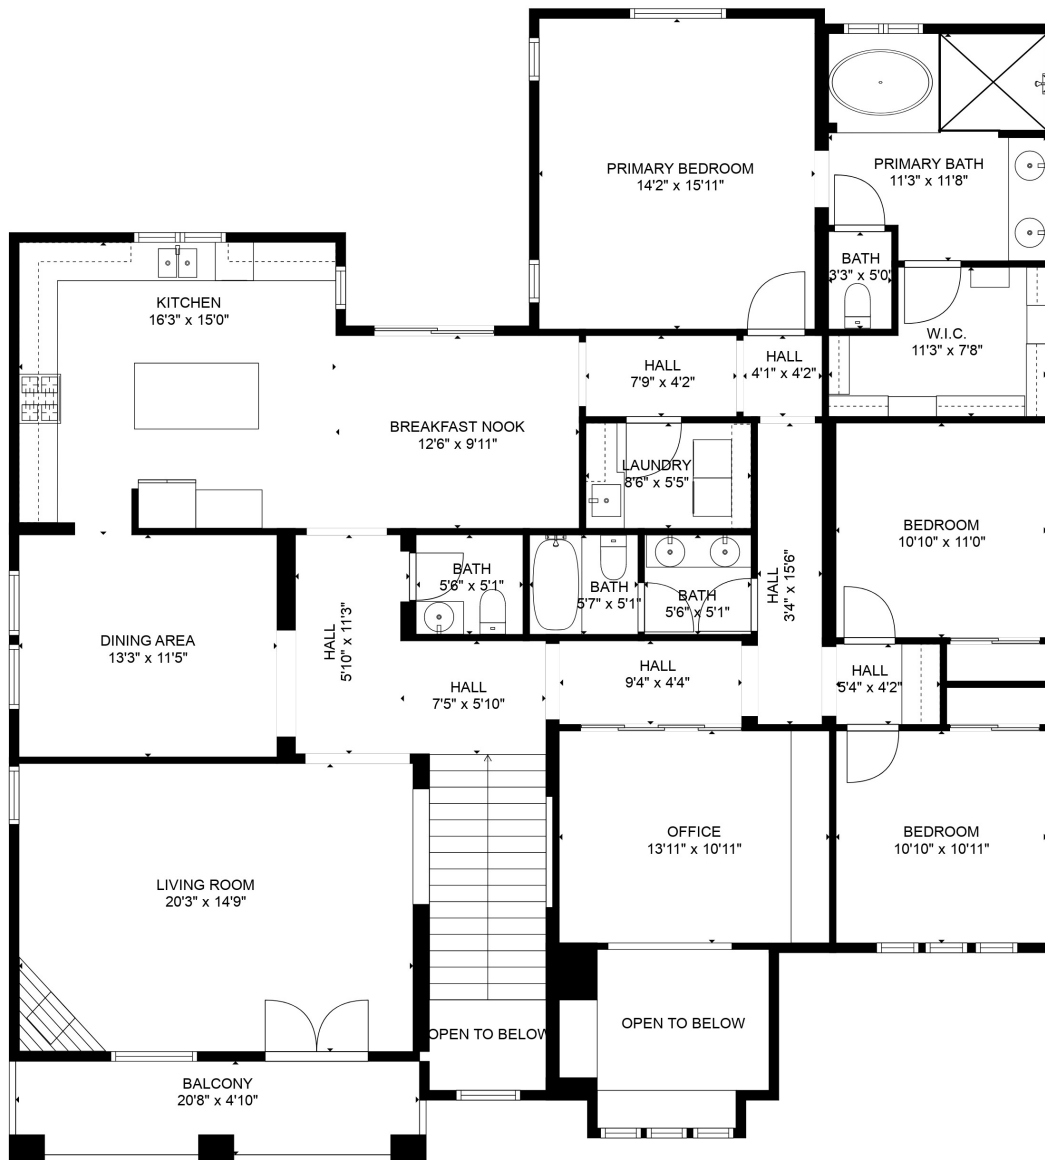 PRIMARY BEDROOM
14'2" x 15'11"
PRIMARY BATH
11'3" x 11'8"
BATH
3'3" x 5'0"
W.I.C.
11'3" x 7'8"
KITCHEN
16'3" x 15'0"
HALL
7'9" x 4'2"
HALL
4'1" x 4'2"
BREAKFAST NOOK
12'6" x 9'11"
LAUNDRY
8'6" x 5'5"
BEDROOM
10'10" x 11'0"
BATH
5'6" x 5'1"
BATH
5'7" x 5'1"
BATH
5'6" x 5'1"
HALL
3'4" x 15'6"
DINING AREA
13'3" x 11'5"
HALL
5'10" x 11'3"
HALL
7'5" x 5'10"
HALL
9'4" x 4'4"
HALL
5'4" x 4'2"
OFFICE
13'11" x 10'11"
BEDROOM
10'10" x 10'11"
LIVING ROOM
20'3" x 14'9"
OPEN TO BELOW
OPEN TO BELOW
BALCONY
20'8" x 4'10"